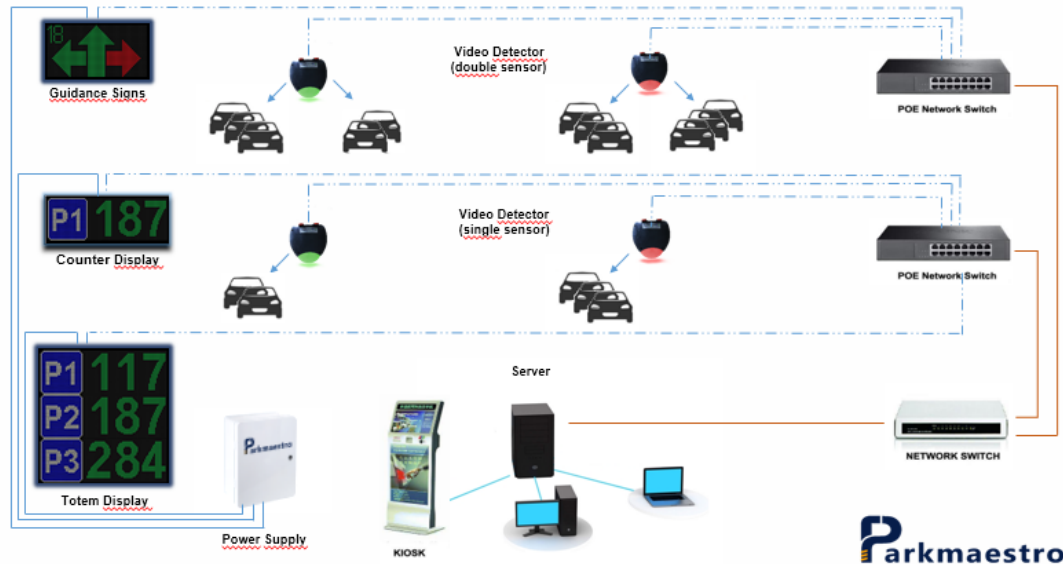 18
Guidance Signs
Video Detector
(double sensor)
POE Network Switch
P1 187
Counter Display
Video Detector
(single sensor)
POE Network Switch
P1 117
P2 187
P3 284
Totem Display
Parkmaestro
Power Supply
Server
KIOSK
NETWORK SWITCH
Parkmaestro